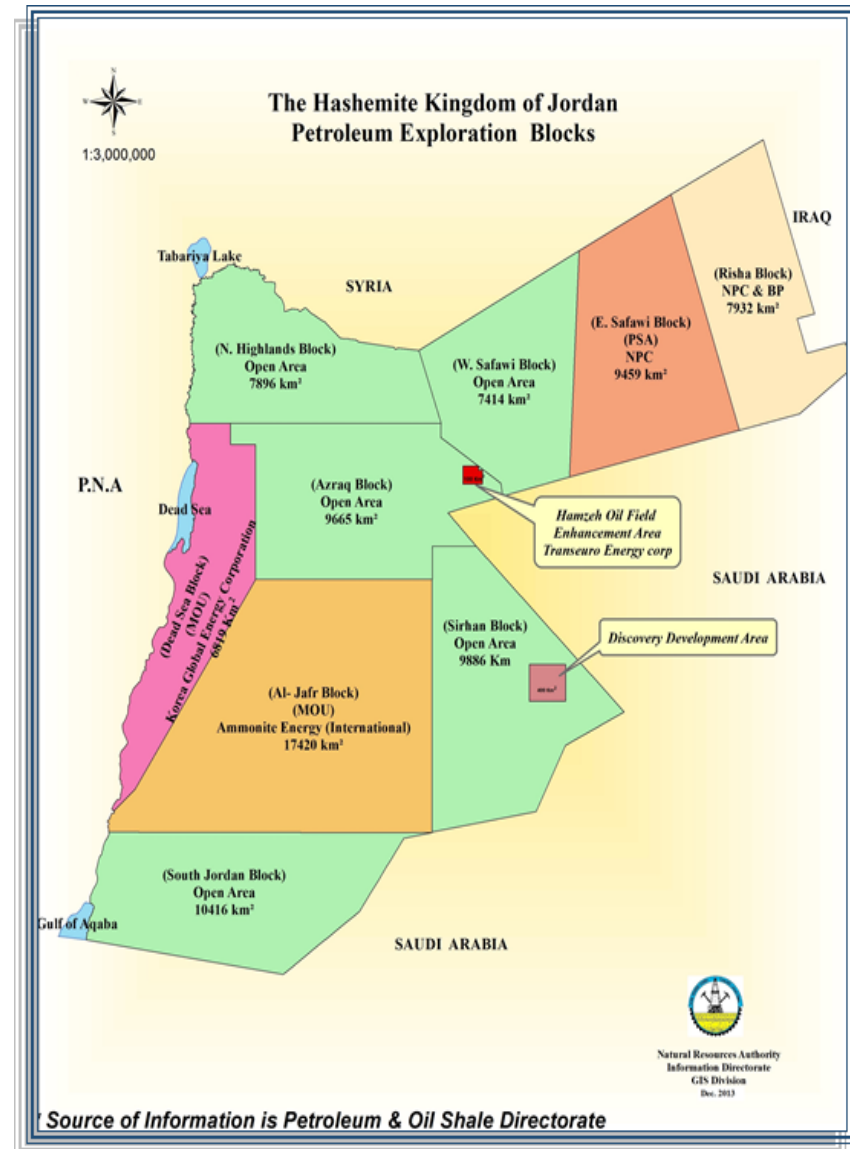 N
W
E
S
1:3,000,000
The Hashemite Kingdom of Jordan
Petroleum Exploration Blocks
IRAQ
Tabariya Lake
SYRIA
(Risha Block)
NPC & BP
7932 km²
(E. Safawi Block)
(PSA)
NPC
9459 km²
(N. Highlands Block)
Open Area
7896 km²
(W. Safawi Block)
Open Area
7414 km²
P.N.A
Dead Sea
(Azraq Block)
Open Area
9665 km²
Hamzeh Oil Field
Enhancement Area
Transeuro Energy corp
SAUDI ARABIA
(Dead Sea Block)
(MOU)
Korea Global Energy Corporation
6819 Km²
(Sirhan Block)
Open Area
9886 Km
Discovery Development Area
(Al- Jafr Block)
(MOU)
Ammonite Energy (International)
17420 km²
(South Jordan Block)
Open Area
10416 km²
Gulf of Aqaba
SAUDI ARABIA
Natural Resources Authority
Information Directorate
GIS Division
Dec. 2013
Source of Information is Petroleum & Oil Shale Directorate